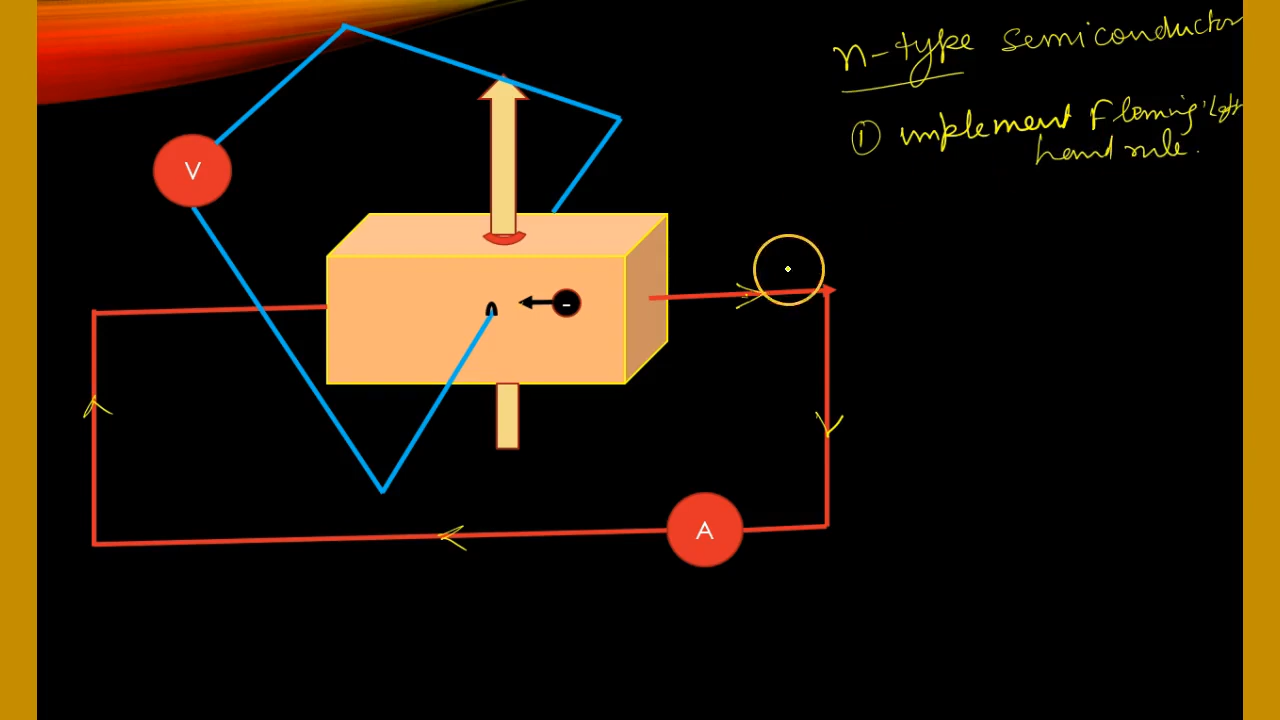 n-type semiconductor
① implement Fleming's left
hand rule.
V
-
A